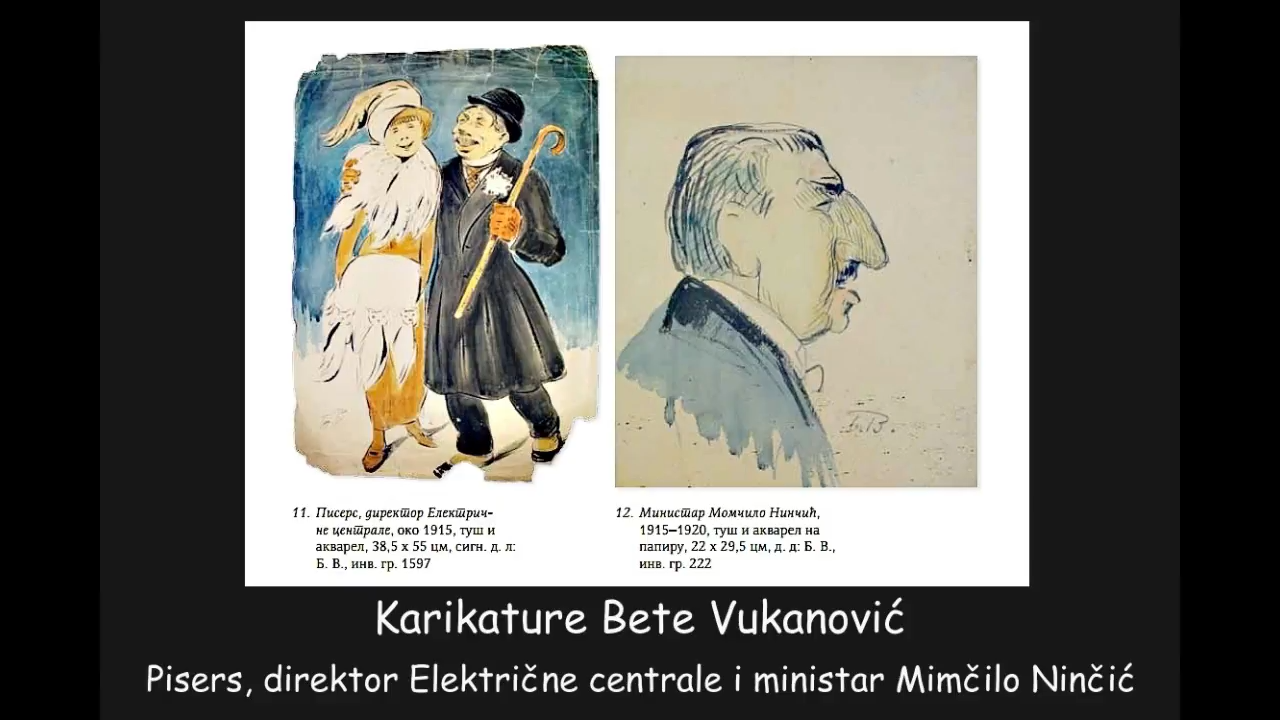 11. Писерс, директор Електрич-
не централе, око 1915, туш и
акварел, 38,5 x 55 цм, сигн. д. л:
Б. В., инв. гр. 1597
12. Министар Момчило Нинчић,
1915–1920, туш и акварел на
папиру, 22 x 29,5 цм, д. д: Б. В.,
инв. гр. 222
Karikature Bete Vukanović
Pisers, direktor Električne centrale i ministar Mimčilo Ninčić